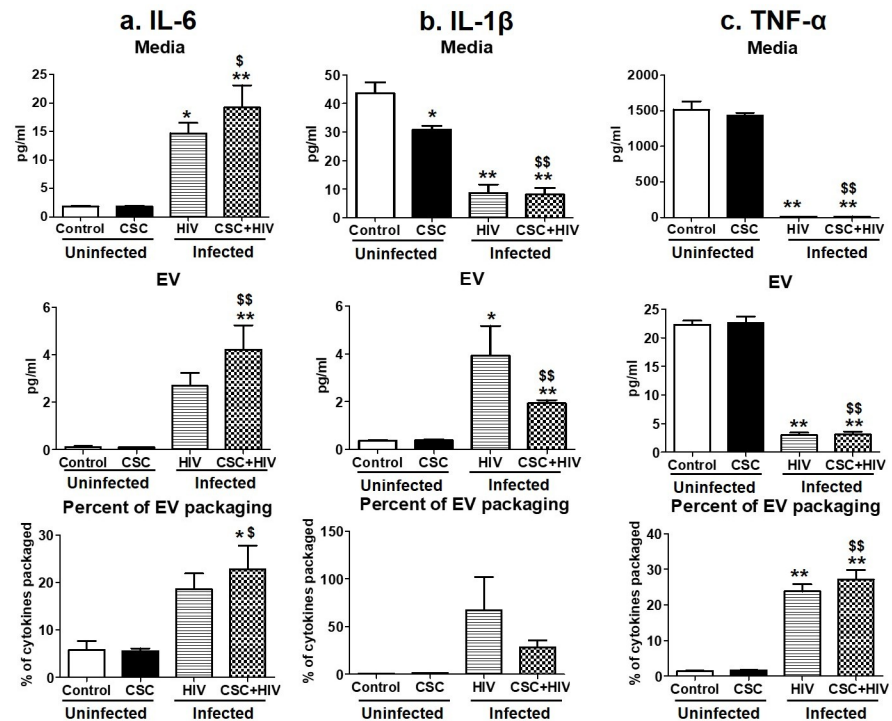 a. IL-6
Media
pg/ml
25
20
15
10
5
0
*
$
**
Control CSC HIV CSC+HIV
Uninfected Infected
EV
pg/ml
6
4
2
0
$$
**
Control CSC HIV CSC+HIV
Uninfected Infected
Percent of EV packaging
% of cytokines packaged
30
20
10
0
* $
Control CSC HIV CSC+HIV
Uninfected Infected
b. IL-1β
Media
pg/ml
50
40
30
20
10
0
*
**
$$
**
Control CSC HIV CSC+HIV
Uninfected Infected
EV
pg/ml
6
4
2
0
*
$$
**
Control CSC HIV CSC+HIV
Uninfected Infected
Percent of EV packaging
% of cytokines packaged
150
100
50
0
Control CSC HIV CSC+HIV
Uninfected Infected
c. TNF-α
Media
pg/ml
2000
1500
1000
500
0
**
$$
**
Control CSC HIV CSC+HIV
Uninfected Infected
EV
pg/ml
25
20
15
10
5
0
**
$$
**
Control CSC HIV CSC+HIV
Uninfected Infected
Percent of EV packaging
% of cytokines packaged
40
30
20
10
0
**
$$
**
Control CSC HIV CSC+HIV
Uninfected Infected